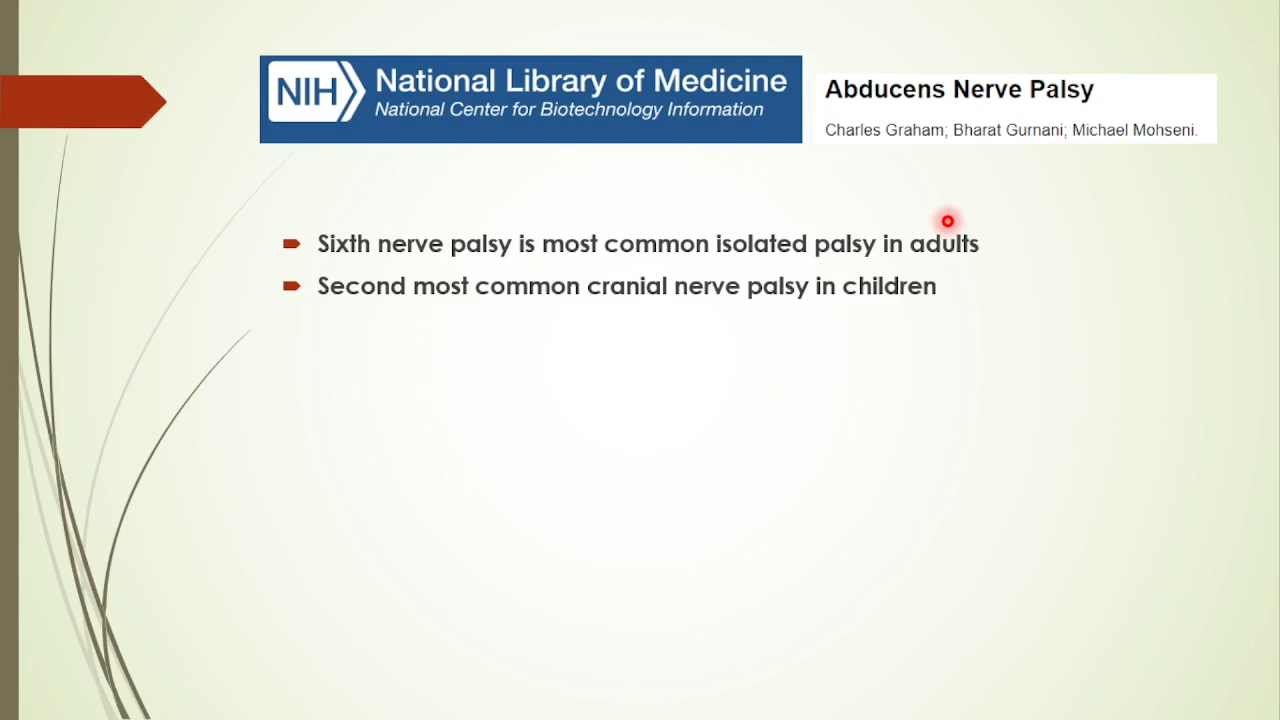 NIH
National Library of Medicine
National Center for Biotechnology Information
Abducens Nerve Palsy
Charles Graham; Bharat Gurnani; Michael Mohseni.
Sixth nerve palsy is most common isolated palsy in adults
Second most common cranial nerve palsy in children